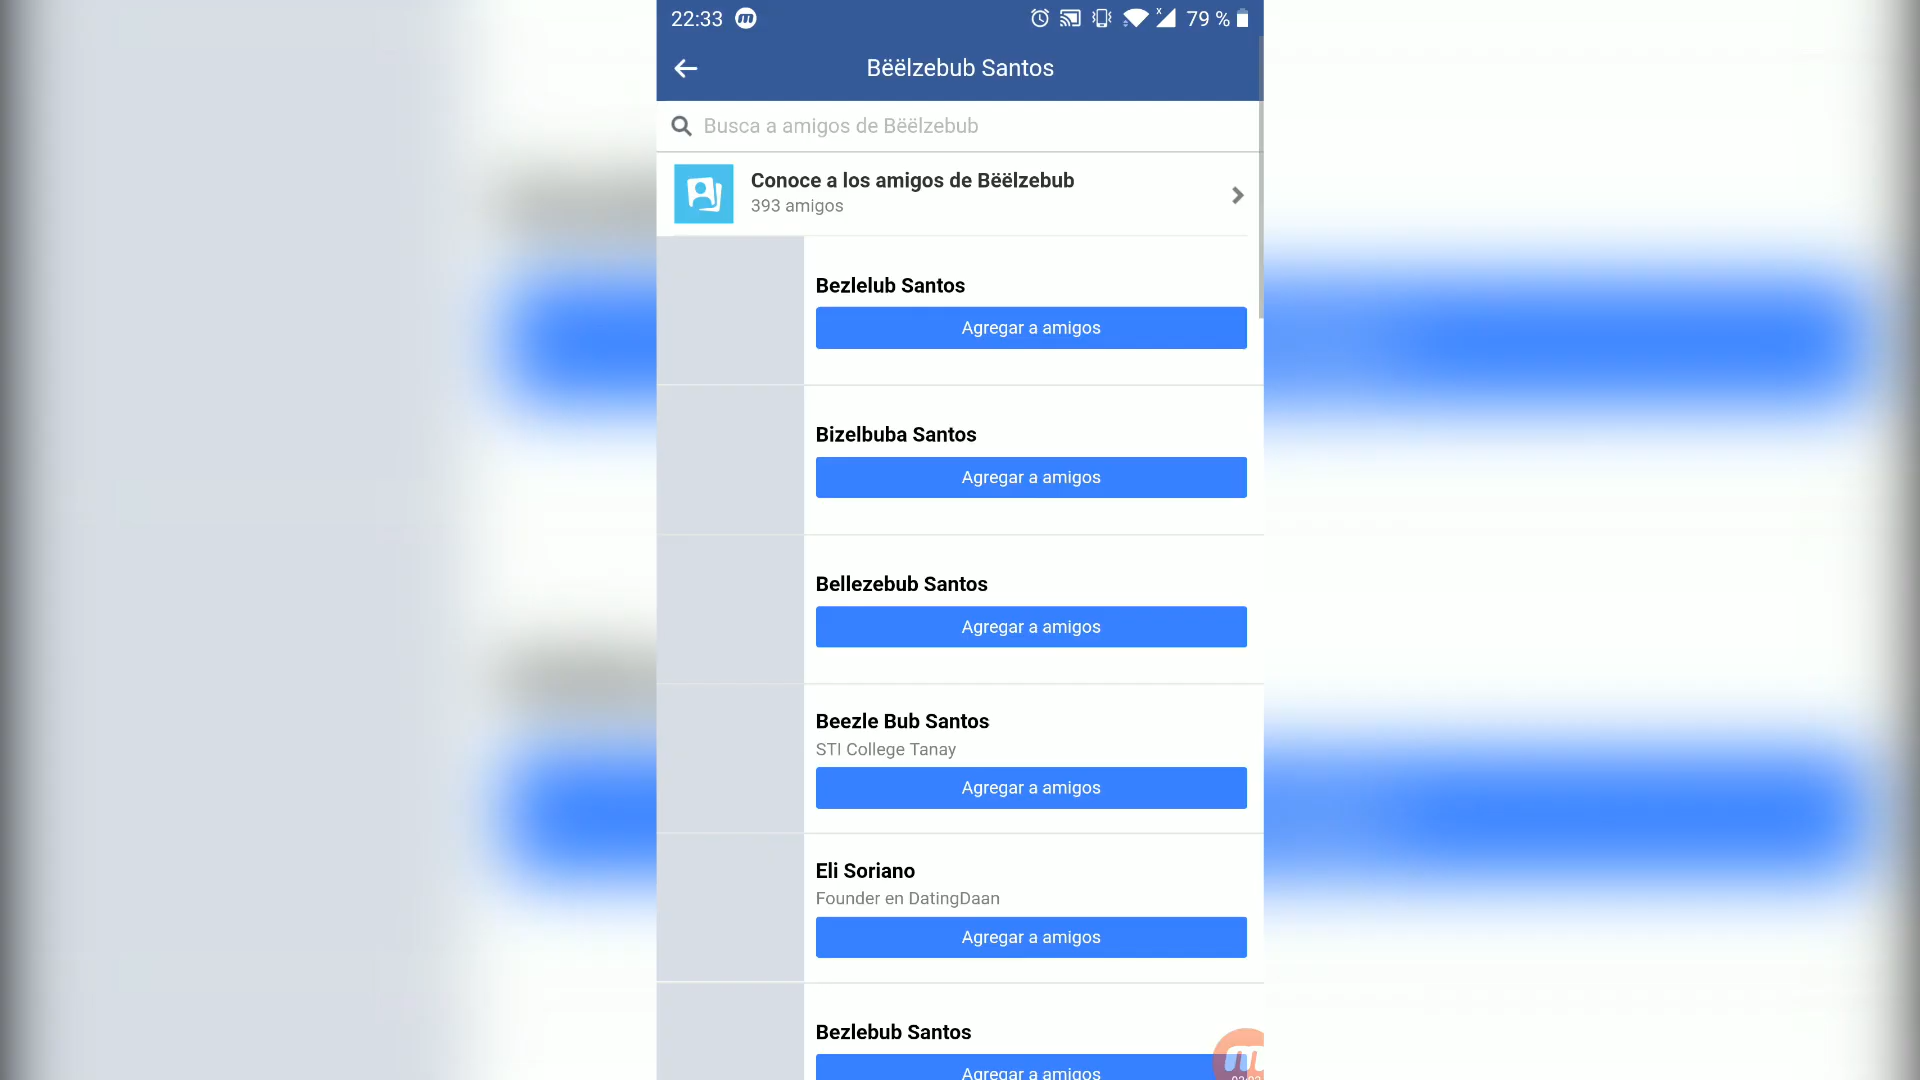 22:33
79 %
Bëëlzebub Santos
Busca a amigos de Bëëlzebub
Conoce a los amigos de Bëëlzebub
393 amigos
Bezlelub Santos
Agregar a amigos
Bizelbuba Santos
Agregar a amigos
Bellezebub Santos
Agregar a amigos
Beezle Bub Santos
STI College Tanay
Agregar a amigos
Eli Soriano
Founder en DatingDaan
Agregar a amigos
Bezlebub Santos
Agregar a amigos